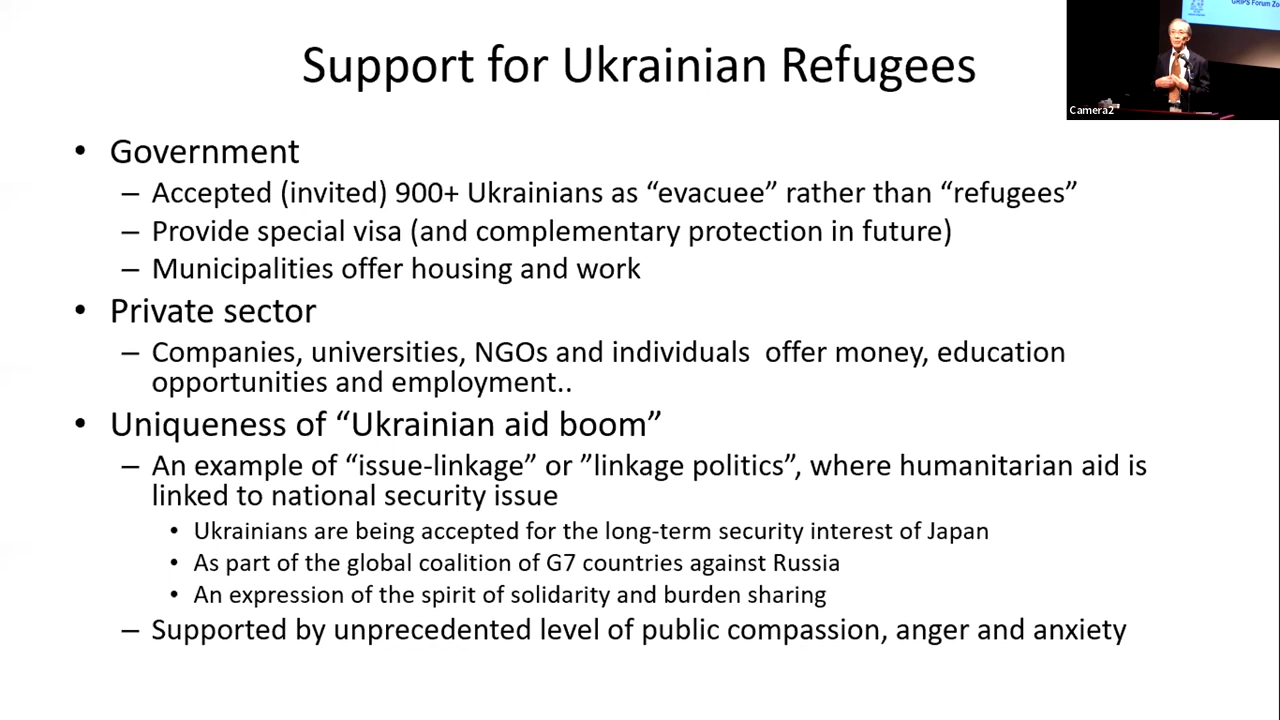 Support for Ukrainian Refugees
GRIPS Forum Zo
Camera2
• Government
– Accepted (invited) 900+ Ukrainians as “evacuee” rather than “refugees”
– Provide special visa (and complementary protection in future)
– Municipalities offer housing and work
• Private sector
– Companies, universities, NGOs and individuals  offer money, education
opportunities and employment..
• Uniqueness of “Ukrainian aid boom”
– An example of “issue-linkage” or ”linkage politics”, where humanitarian aid is
linked to national security issue
• Ukrainians are being accepted for the long-term security interest of Japan
• As part of the global coalition of G7 countries against Russia
• An expression of the spirit of solidarity and burden sharing
– Supported by unprecedented level of public compassion, anger and anxiety